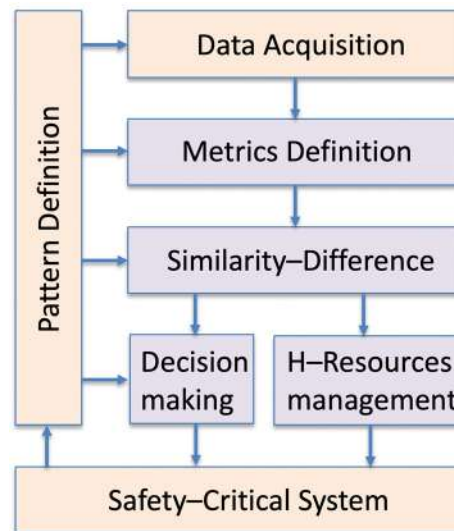 Data Acquisition
Pattern Definition
Metrics Definition
Similarity–Difference
Decision
making
H–Resources
management
Safety–Critical System